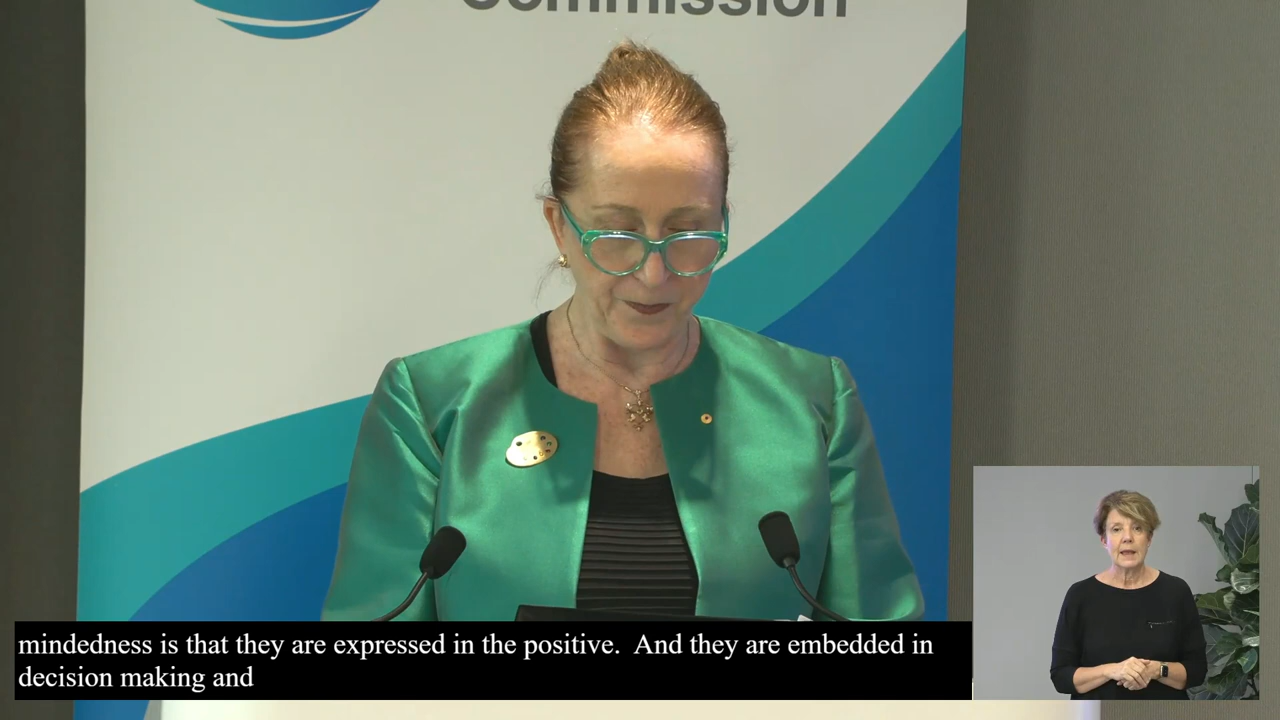 Commission
mindedness is that they are expressed in the positive.  And they are embedded in
decision making and